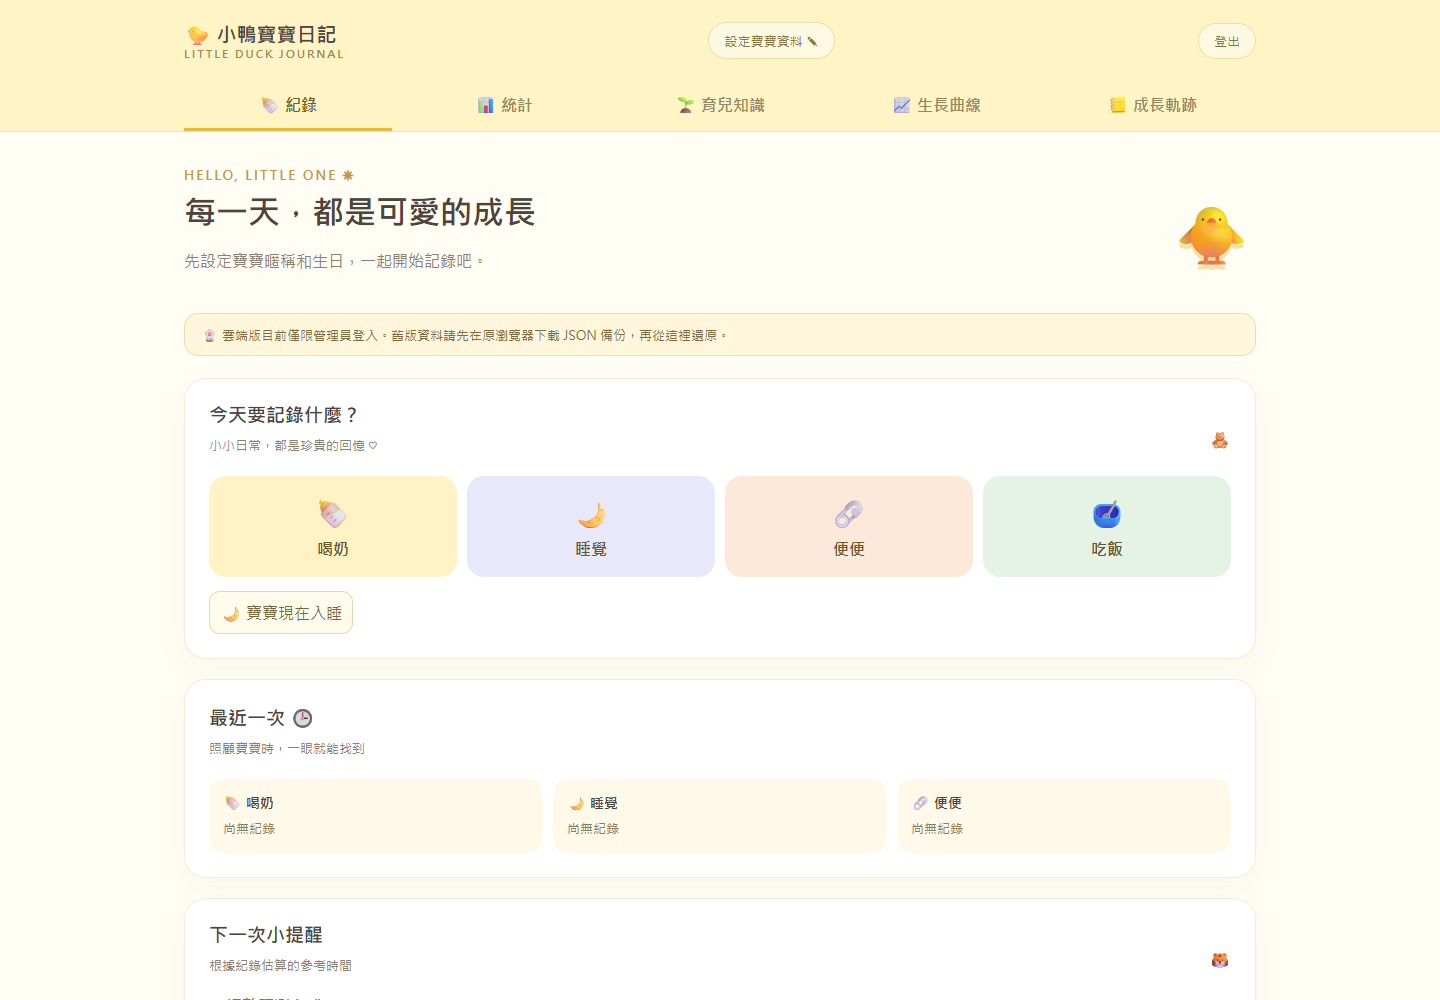 小鴨寶寶日記
LITTLE DUCK JOURNAL
設定寶寶資料
登出
紀錄
統計
育兒知識
生長曲線
成長軌跡
HELLO, LITTLE ONE
每一天，都是可愛的成長
先設定寶寶暱稱和生日，一起開始記錄吧。
雲端版目前僅限管理員登入。舊版資料請先在原瀏覽器下載 JSON 備份，再從這裡還原。
今天要記錄什麼？
小小日常，都是珍貴的回憶♡
喝奶
睡覺
便便
吃飯
寶寶現在入睡
最近一次
照顧寶寶時，一眼就能找到
喝奶
尚無紀錄
睡覺
尚無紀錄
便便
尚無紀錄
下一次小提醒
根據紀錄估算的參考時間